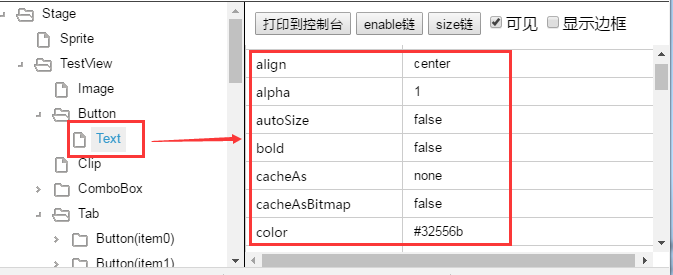 Stage
Sprite
TestView
Image
Button
Text
Clip
ComboBox
Tab
Button(item0)
Button(item1)
打印到控制台 enable链 size链 可见 显示边框
align center
alpha 1
autoSize false
bold false
cacheAs none
cacheAsBitmap false
color #32556b